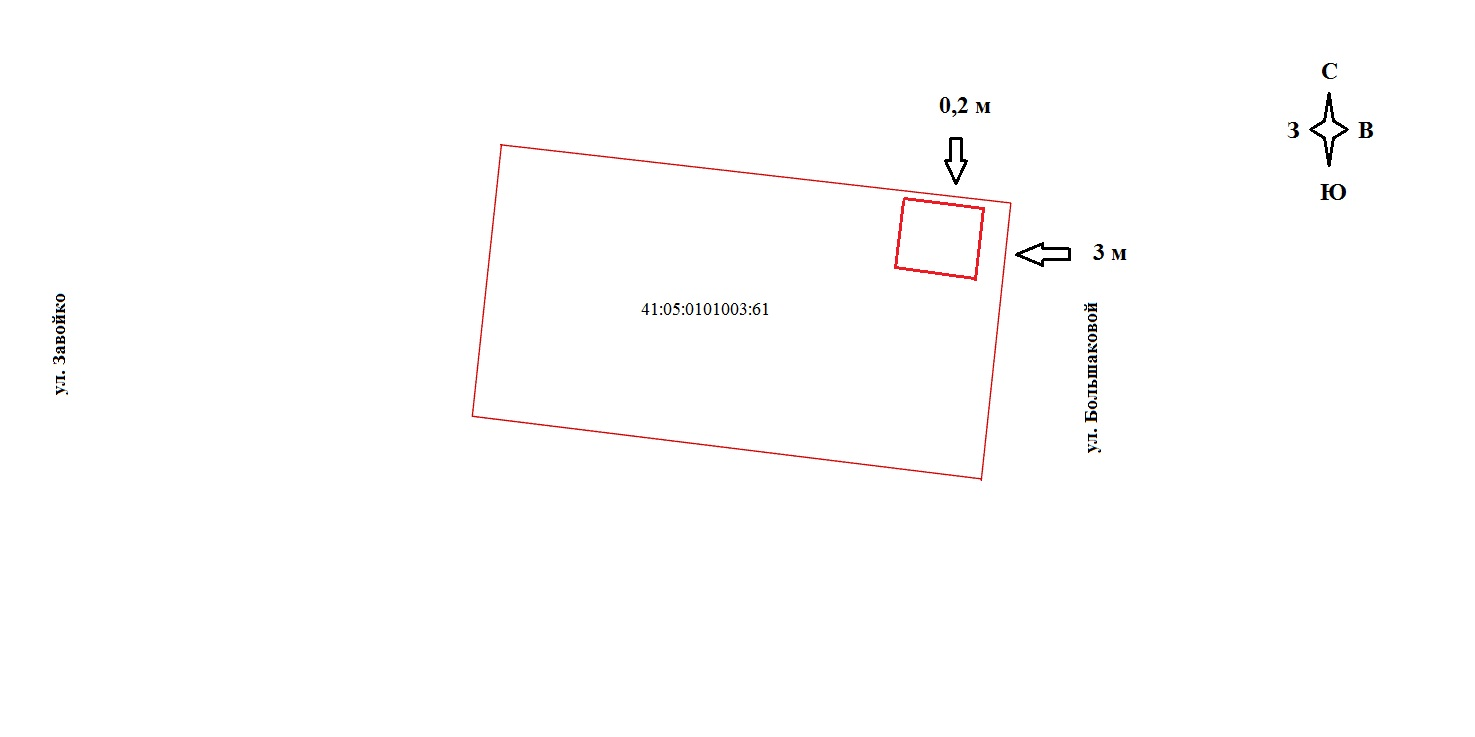 С
0,2 м
З
В
Ю
3 м
41:05:0101003:61
ул. Завойко
ул. Большаковой